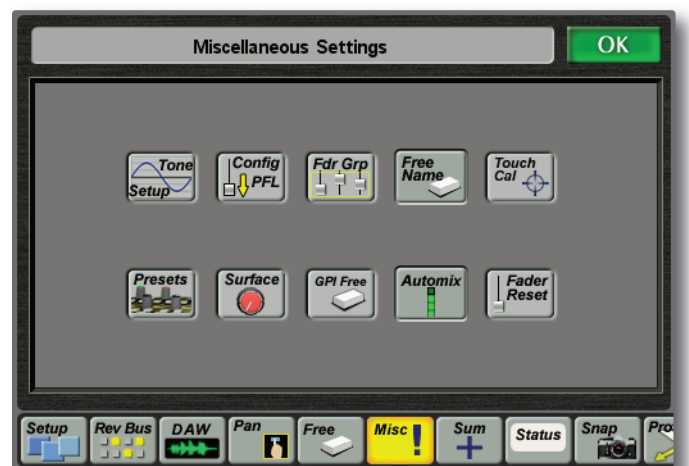 Miscellaneous Settings
OK
Tone
Setup
Config
PFL
Fdr Grp
Free
Name
Touch
Cal
Presets
Surface
GPI Free
Automix
Fader
Reset
Setup
Rev Bus
DAW
Pan
Free
Misc
!
Sum
Status
Snap
Pro